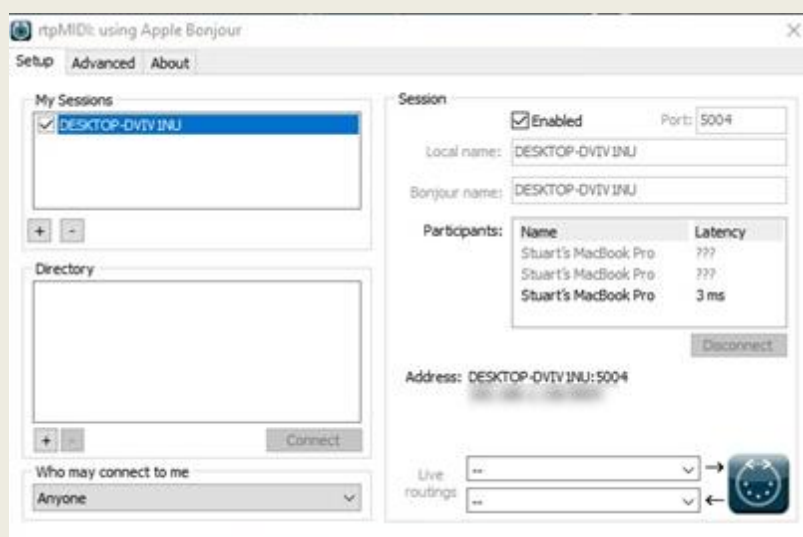 rtpMIDI: using Apple Bonjour
Setup Advanced About
My Sessions
DESKTOP-DVIV1NU
+ -
Directory
+ - Connect
Who may connect to me
Anyone
Session
Enabled Port: 5004
Local name: DESKTOP-DVIV1NU
Bonjour name: DESKTOP-DVIV1NU
Participants: Name Latency
Stuart's MacBook Pro ???
Stuart's MacBook Pro ???
Stuart's MacBook Pro 3 ms
Disconnect
Address: DESKTOP-DVIV1NU:5004
Live routings
--
--